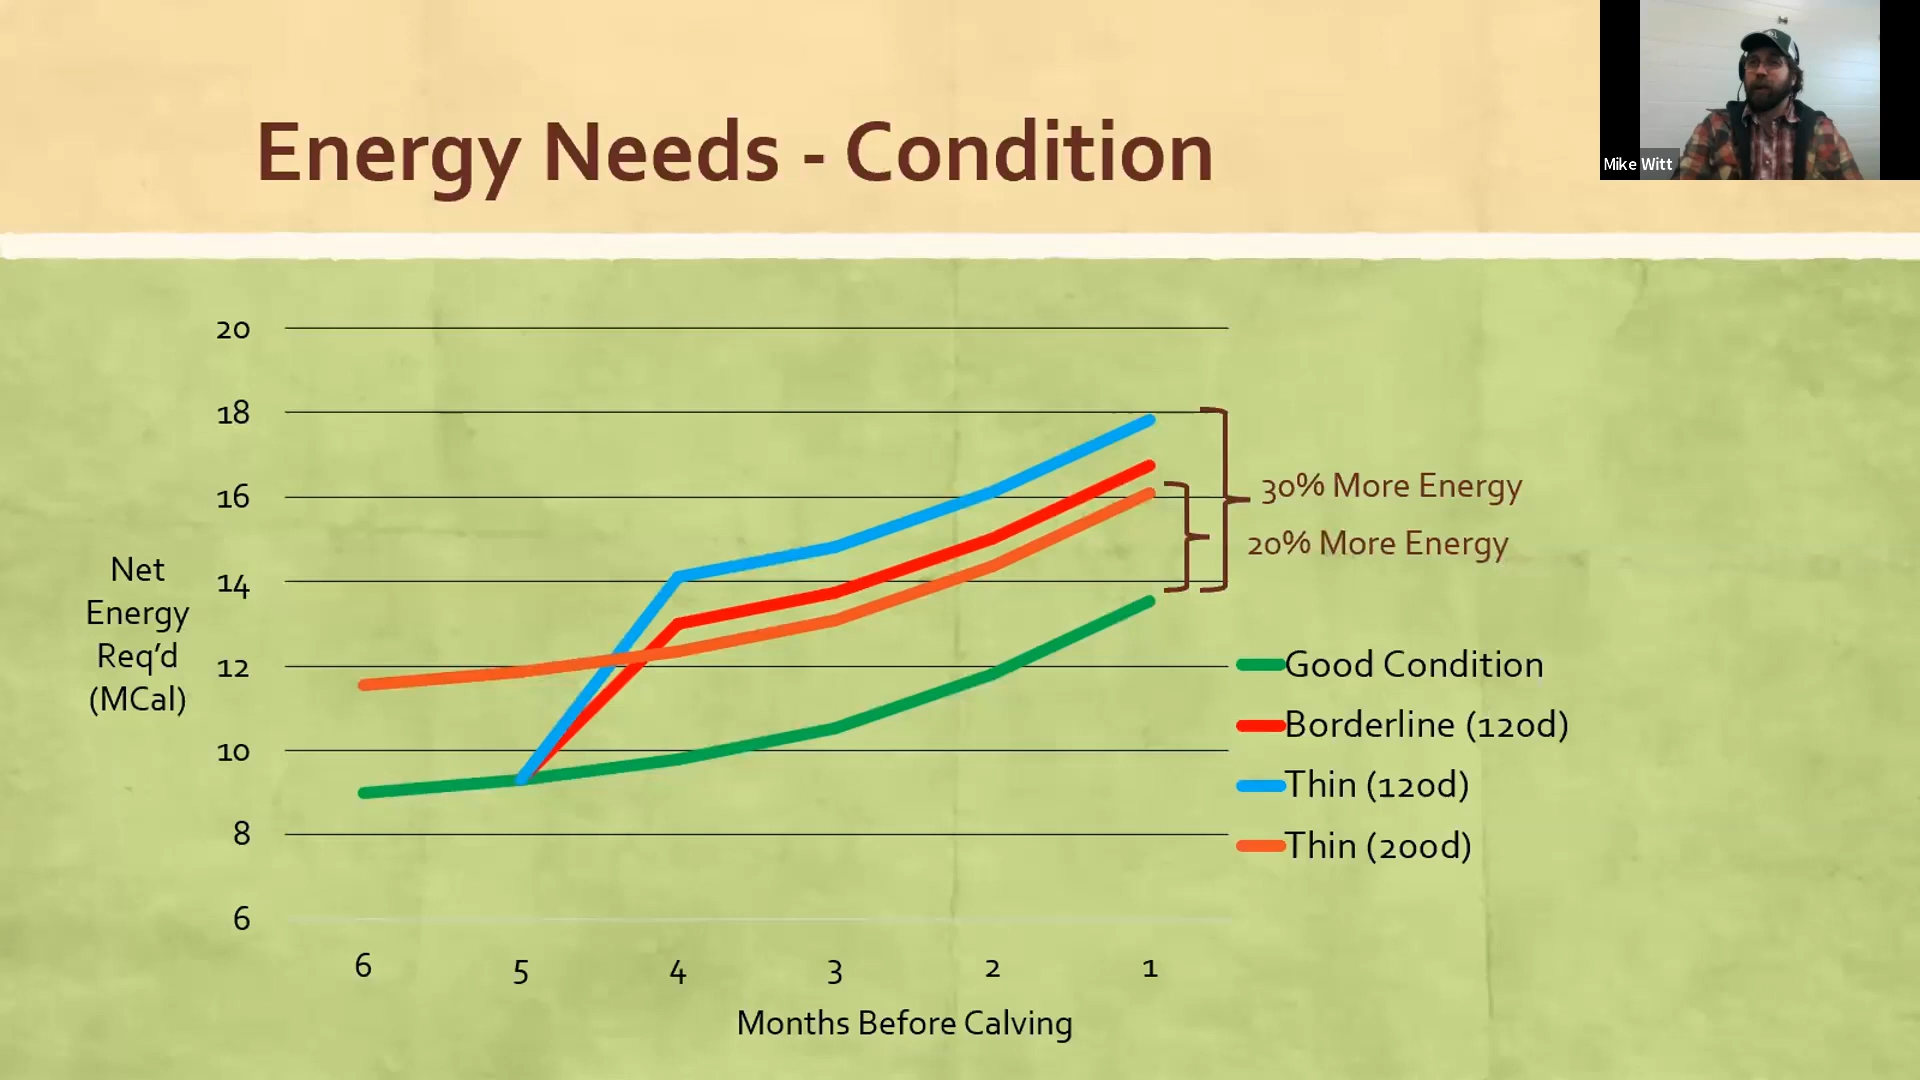 Energy Needs - Condition
Mike Witt
20
18
16
14
12
10
8
6
Net
Energy
Req’d
(MCal)
30% More Energy
20% More Energy
Good Condition
Borderline (120d)
Thin (120d)
Thin (200d)
6 5 4 3 2 1
Months Before Calving